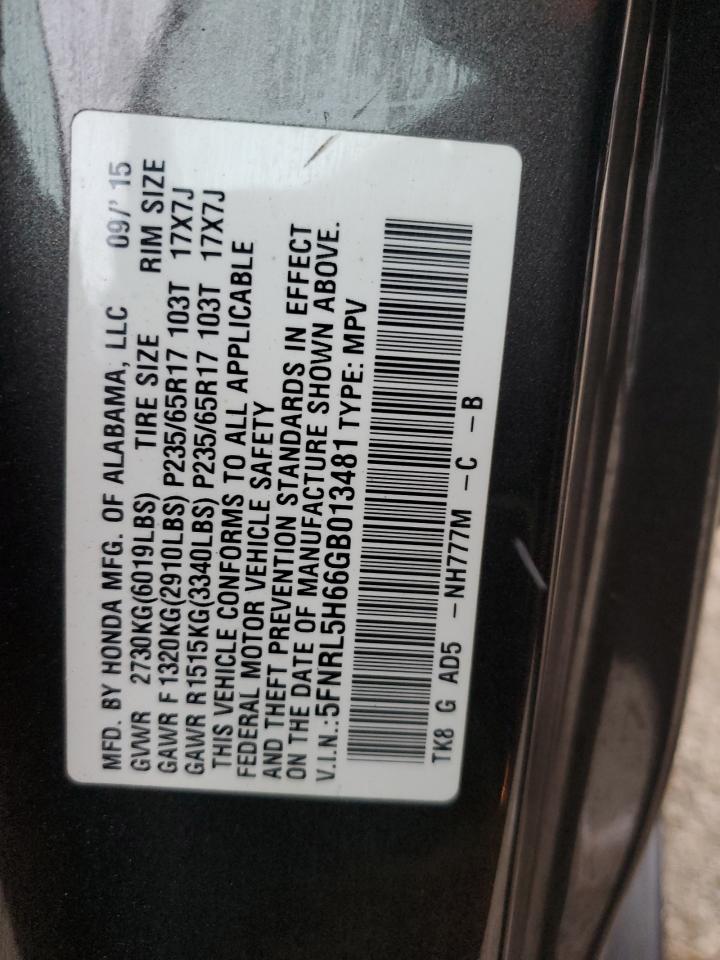 MFD. BY HONDA MFG. OF ALABAMA, LLC 09/' 15
GVWR 2730KG(6019LBS) TIRE SIZE RIM SIZE
GAWR F 1320KG(2910LBS) P235/65R17 103T 17X7J
GAWR R 1515KG(3340LBS) P235/65R17 103T 17X7J
THIS VEHICLE CONFORMS TO ALL APPLICABLE
FEDERAL MOTOR VEHICLE SAFETY
AND THEFT PREVENTION STANDARDS IN EFFECT
ON THE DATE OF MANUFACTURE SHOWN ABOVE.
V.I.N.: 5FNRL5H66GB013481 TYPE: MPV
TK8 G AD5 -NH777M -C -B